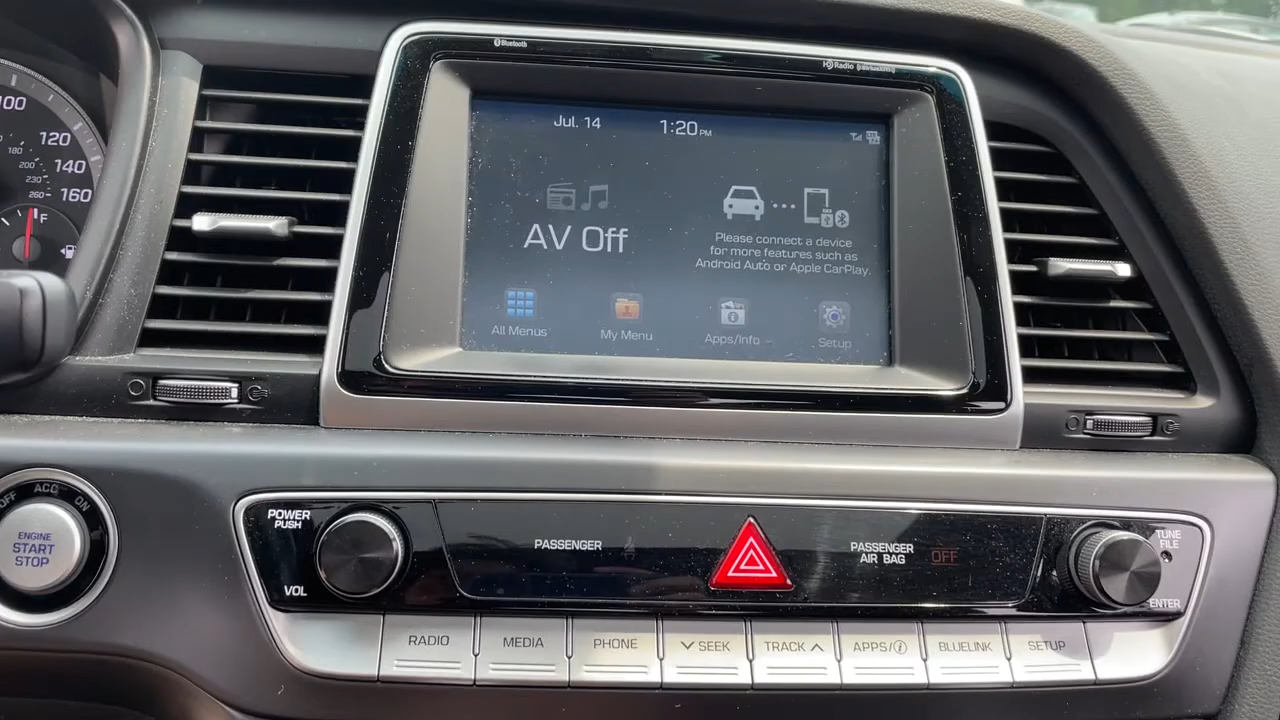 Bluetooth
HD Radio
Jul. 14
1:20 PM
100
120
140
160
180
200
230
260
F
AV Off
Please connect a device
for more features such as
Android Auto or Apple CarPlay.
All Menus
My Menu
Apps/Info
Setup
OFF
ACC
ON
ENGINE
START
STOP
POWER
PUSH
VOL
PASSENGER
PASSENGER
AIR BAG
OFF
TUNE
FILE
ENTER
RADIO
MEDIA
PHONE
SEEK
TRACK
APPS/i
BLUELINK
SETUP